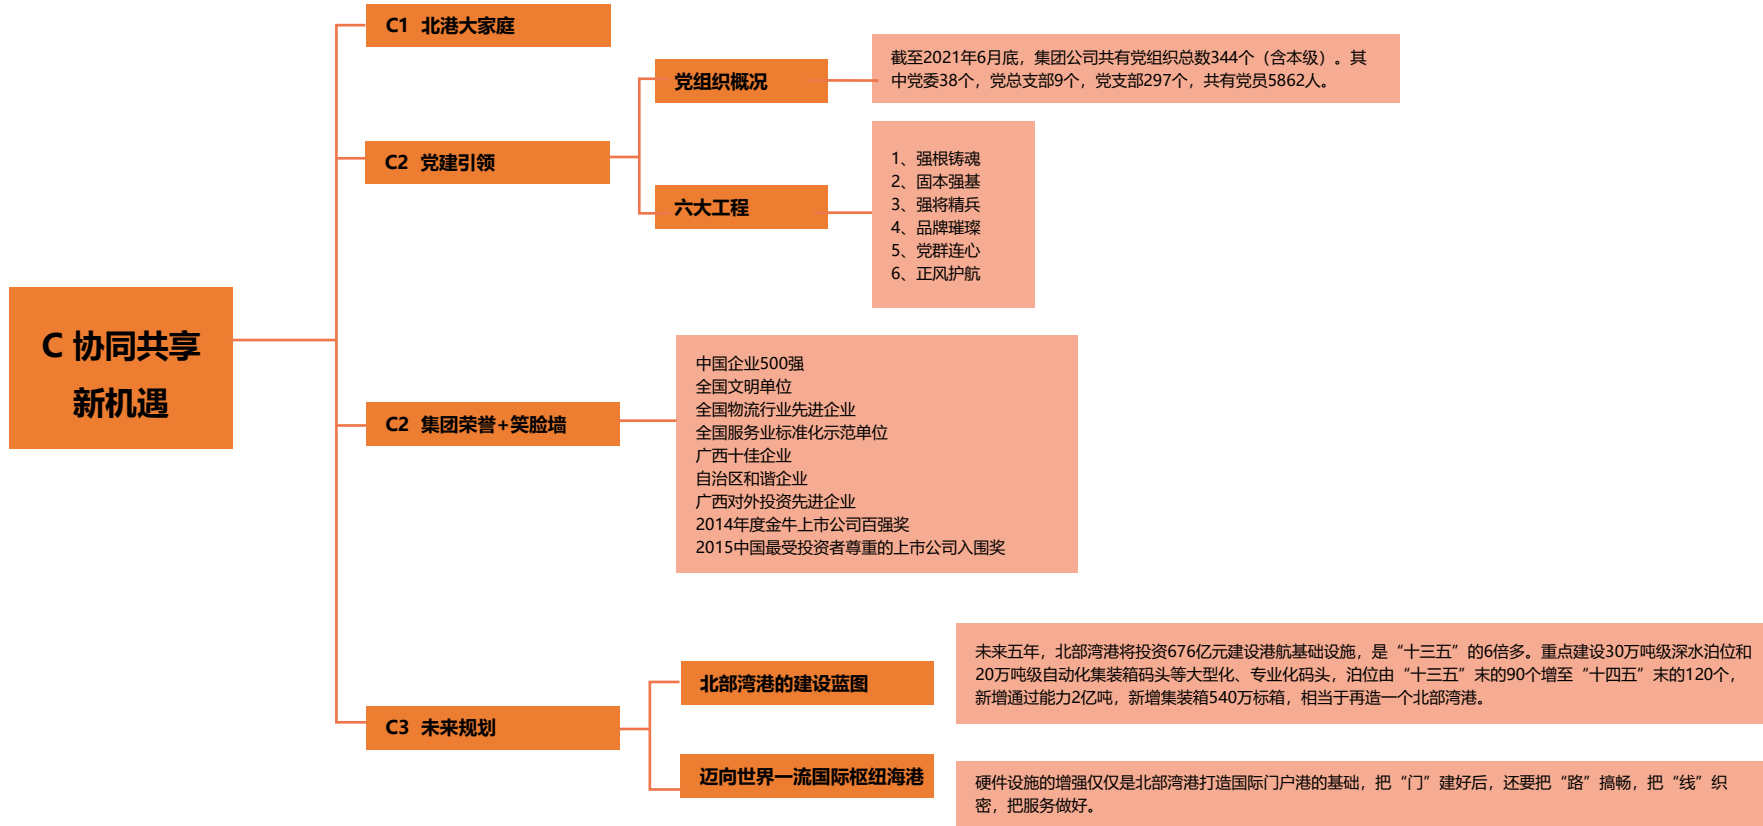 C 协同共享
新机遇
C1 北港大家庭
C2 党建引领
党组织概况
截至2021年6月底，集团公司共有党组织总数344个（含本级）。其
中党委38个，党总支部9个，党支部297个，共有党员5862人。
六大工程
1、强根铸魂
2、固本强基
3、强将精兵
4、品牌璀璨
5、党群连心
6、正风护航
C2 集团荣誉+笑脸墙
中国企业500强
全国文明单位
全国物流行业先进企业
全国服务业标准化示范单位
广西十佳企业
自治区和谐企业
广西对外投资先进企业
2014年度金牛上市公司百强奖
2015中国最受投资者尊重的上市公司入围奖
C3 未来规划
北部湾港的建设蓝图
未来五年，北部湾港将投资676亿元建设港航基础设施，是“十三五”的6倍多。重点建设30万吨级深水泊位和
20万吨级自动化集装箱码头等大型化、专业化码头，泊位由“十三五”末的90个增至“十四五”末的120个，
新增通过能力2亿吨，新增集装箱540万标箱，相当于再造一个北部湾港。
迈向世界一流国际枢纽海港
硬件设施的增强仅仅是北部湾港打造国际门户港的基础，把“门”建好后，还要把“路”搞畅，把“线”织
密，把服务做好。